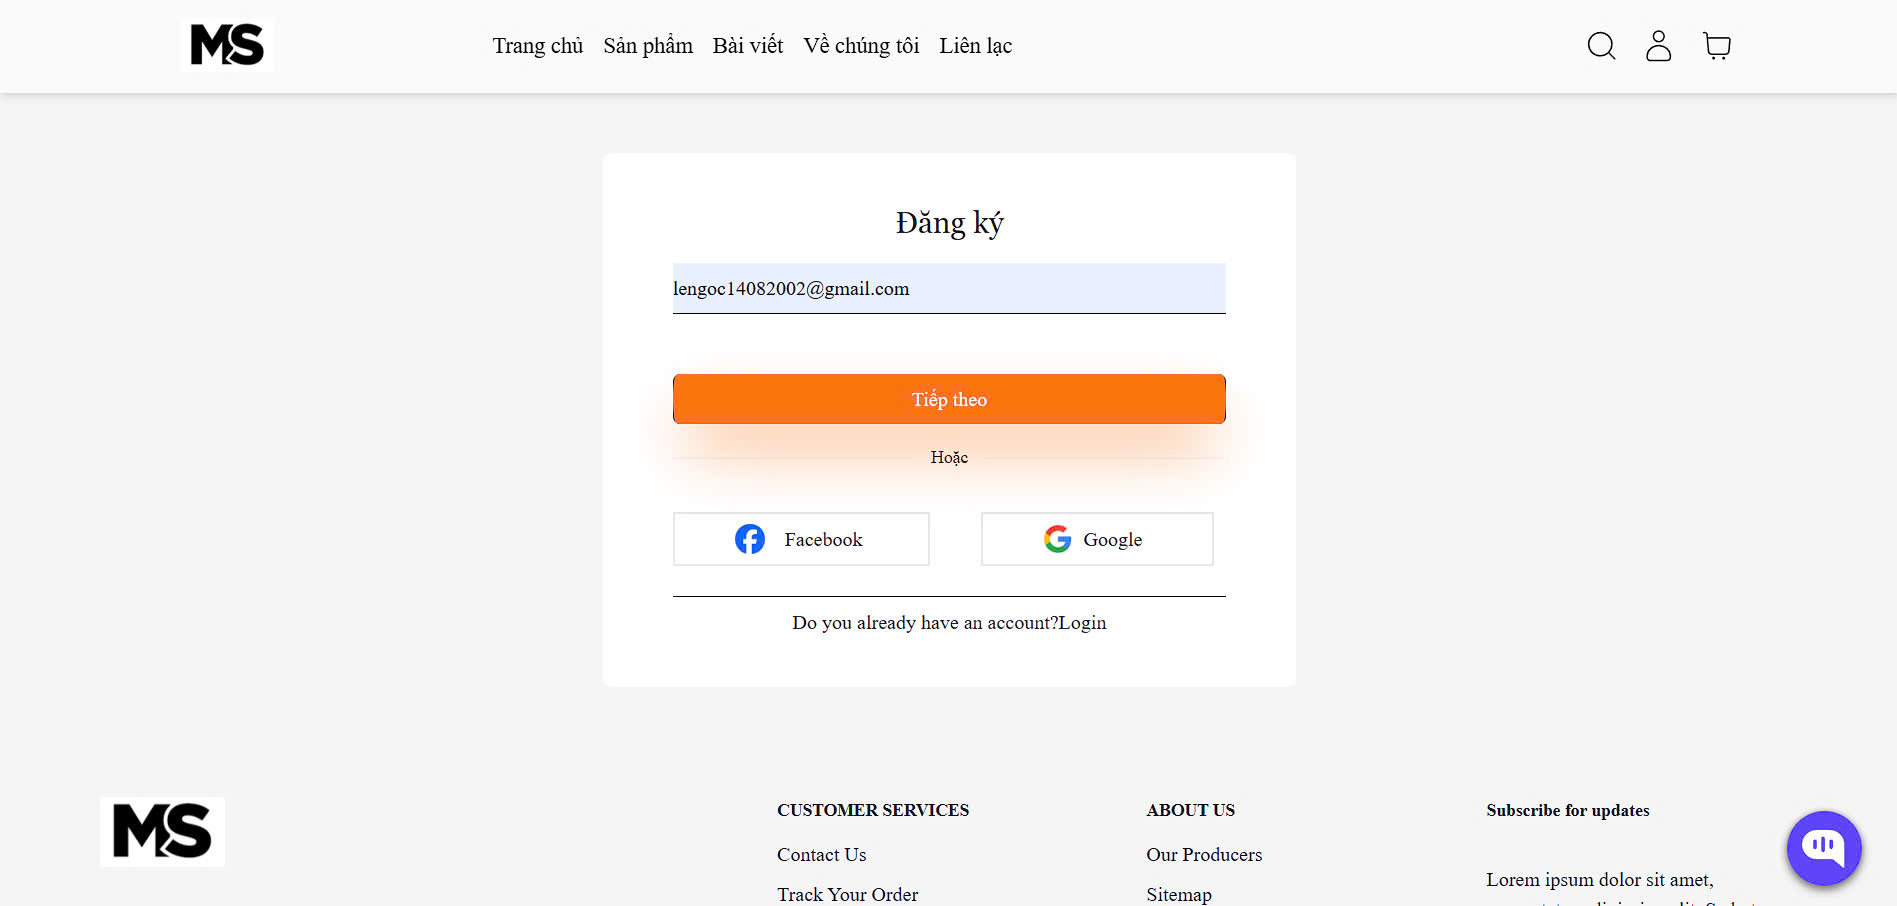 MS
Trang chủ Sản phẩm Bài viết Về chúng tôi Liên lạc
Đăng ký
lengoc14082002@gmail.com
Tiếp theo
Hoặc
Facebook
Google
Do you already have an account?Login
MS
CUSTOMER SERVICES
Contact Us
Track Your Order
ABOUT US
Our Producers
Sitemap
Subscribe for updates
Lorem ipsum dolor sit amet,